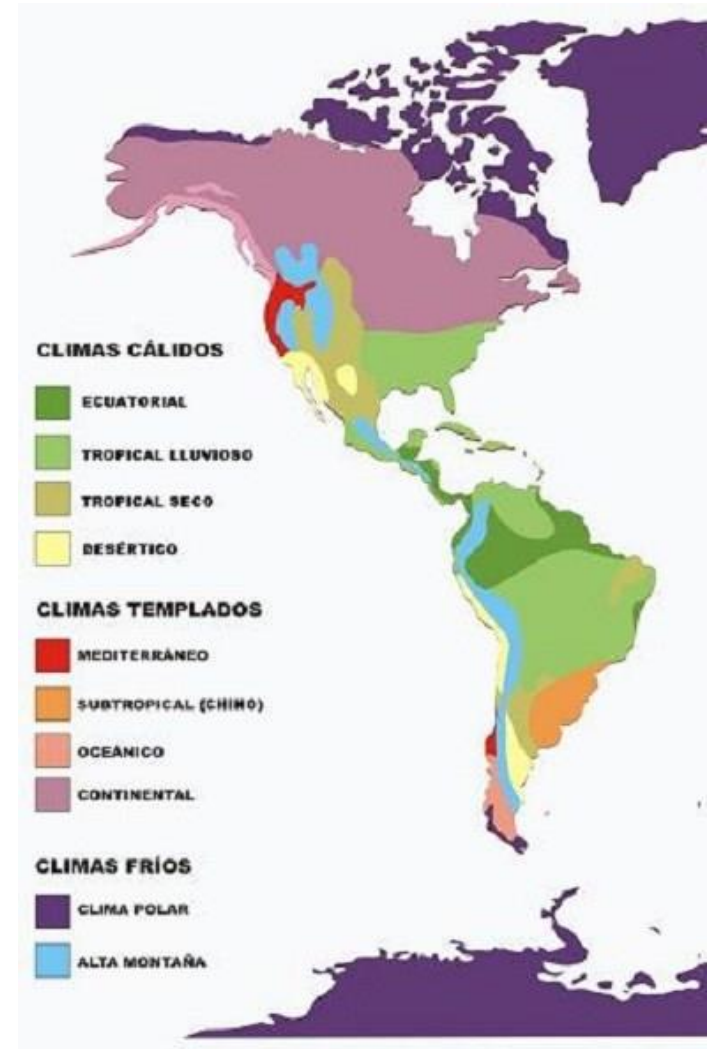 CLIMAS CÁLIDOS
ECUATORIAL
TROPICAL LLUVIOSO
TROPICAL SECO
DESÉRTICO
CLIMAS TEMPLADOS
MEDITERRÁNEO
SUBTROPICAL (CHINO)
OCEÁNICO
CONTINENTAL
CLIMAS FRÍOS
CLIMA POLAR
ALTA MONTAÑA